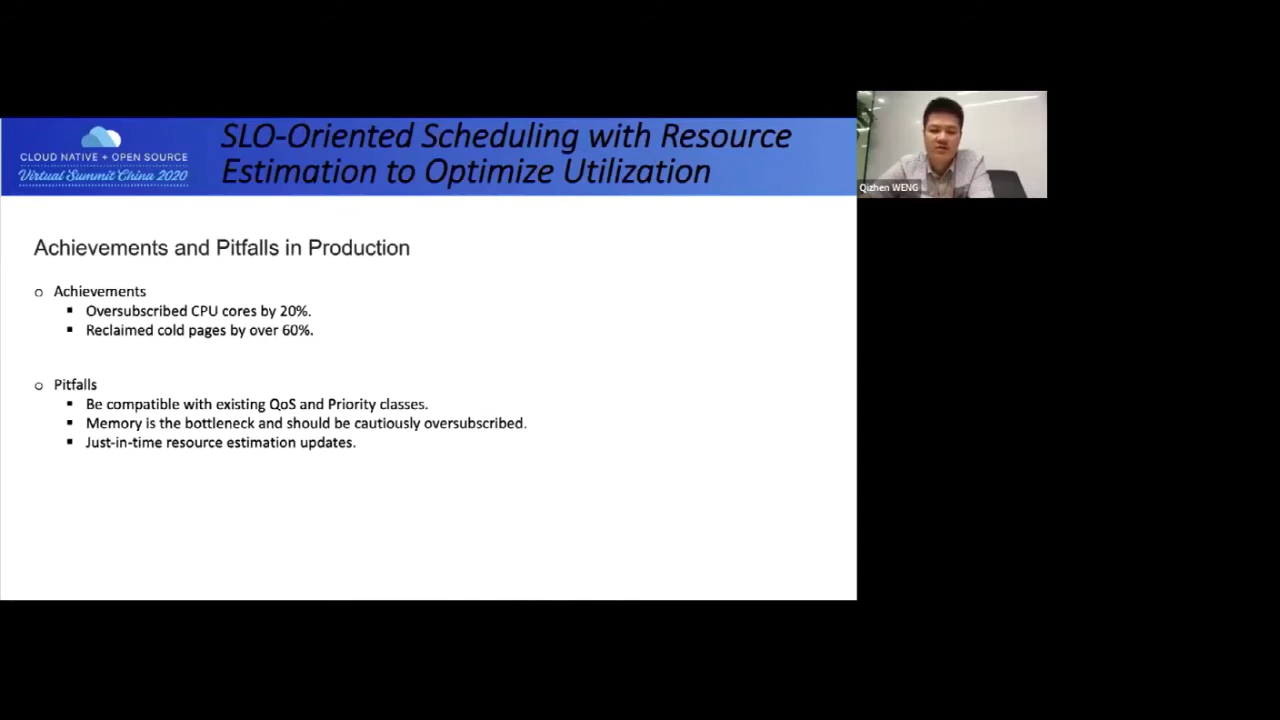 CLOUD NATIVE + OPEN SOURCE
Virtual Summit China 2020
SLO-Oriented Scheduling with Resource
Estimation to Optimize Utilization
Qizhen WENG
Achievements and Pitfalls in Production
Achievements
Oversubscribed CPU cores by 20%.
Reclaimed cold pages by over 60%.
Pitfalls
Be compatible with existing QoS and Priority classes.
Memory is the bottleneck and should be cautiously oversubscribed.
Just-in-time resource estimation updates.